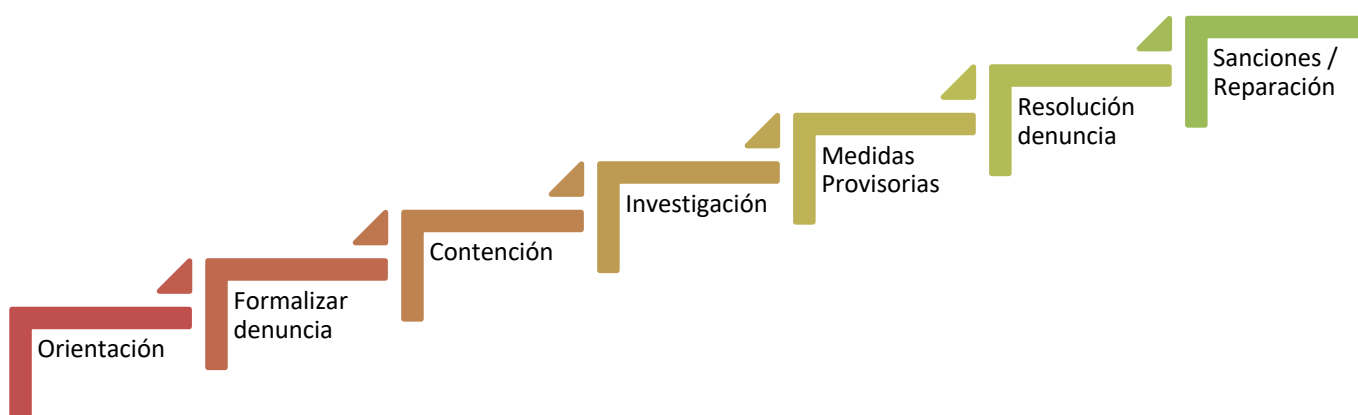 Orientación
Formalizar
denuncia
Contención
Investigación
Medidas
Provisorias
Resolución
denuncia
Sanciones /
Reparación